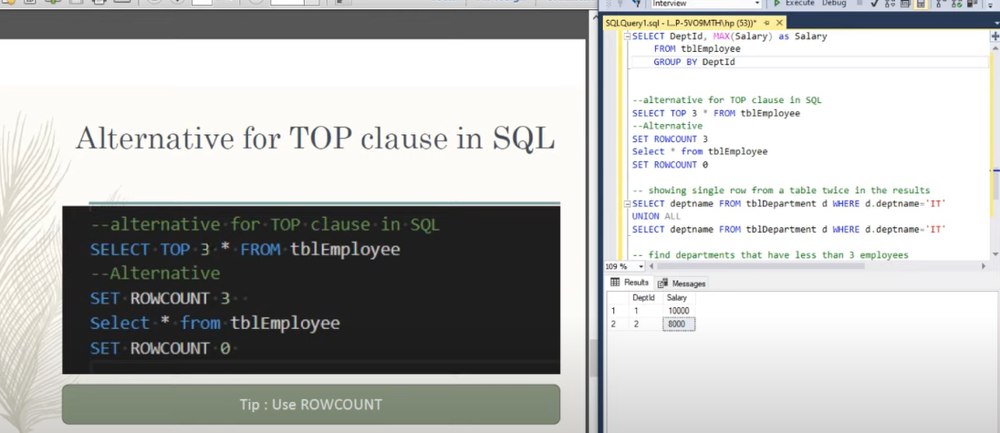 Alternative for TOP clause in SQL
--alternative for TOP clause in SQL
SELECT TOP 3 * FROM tblEmployee
--Alternative
SET ROWCOUNT 3
Select * from tblEmployee
SET ROWCOUNT 0
Tip : Use ROWCOUNT
Interview
Execute Debug
SQLQuery1.sql - I...P-5VO9MTH\hp (53))*
SELECT DeptId, MAX(Salary) as Salary
FROM tblEmployee
GROUP BY DeptId
--alternative for TOP clause in SQL
SELECT TOP 3 * FROM tblEmployee
--Alternative
SET ROWCOUNT 3
Select * from tblEmployee
SET ROWCOUNT 0
-- showing single row from a table twice in the results
SELECT deptname FROM tblDepartment d WHERE d.deptname='IT'
UNION ALL
SELECT deptname FROM tblDepartment d WHERE d.deptname='IT'
-- find departments that have less than 3 employees
109 %
Results Messages
DeptId Salary
1 1 10000
2 2 8000